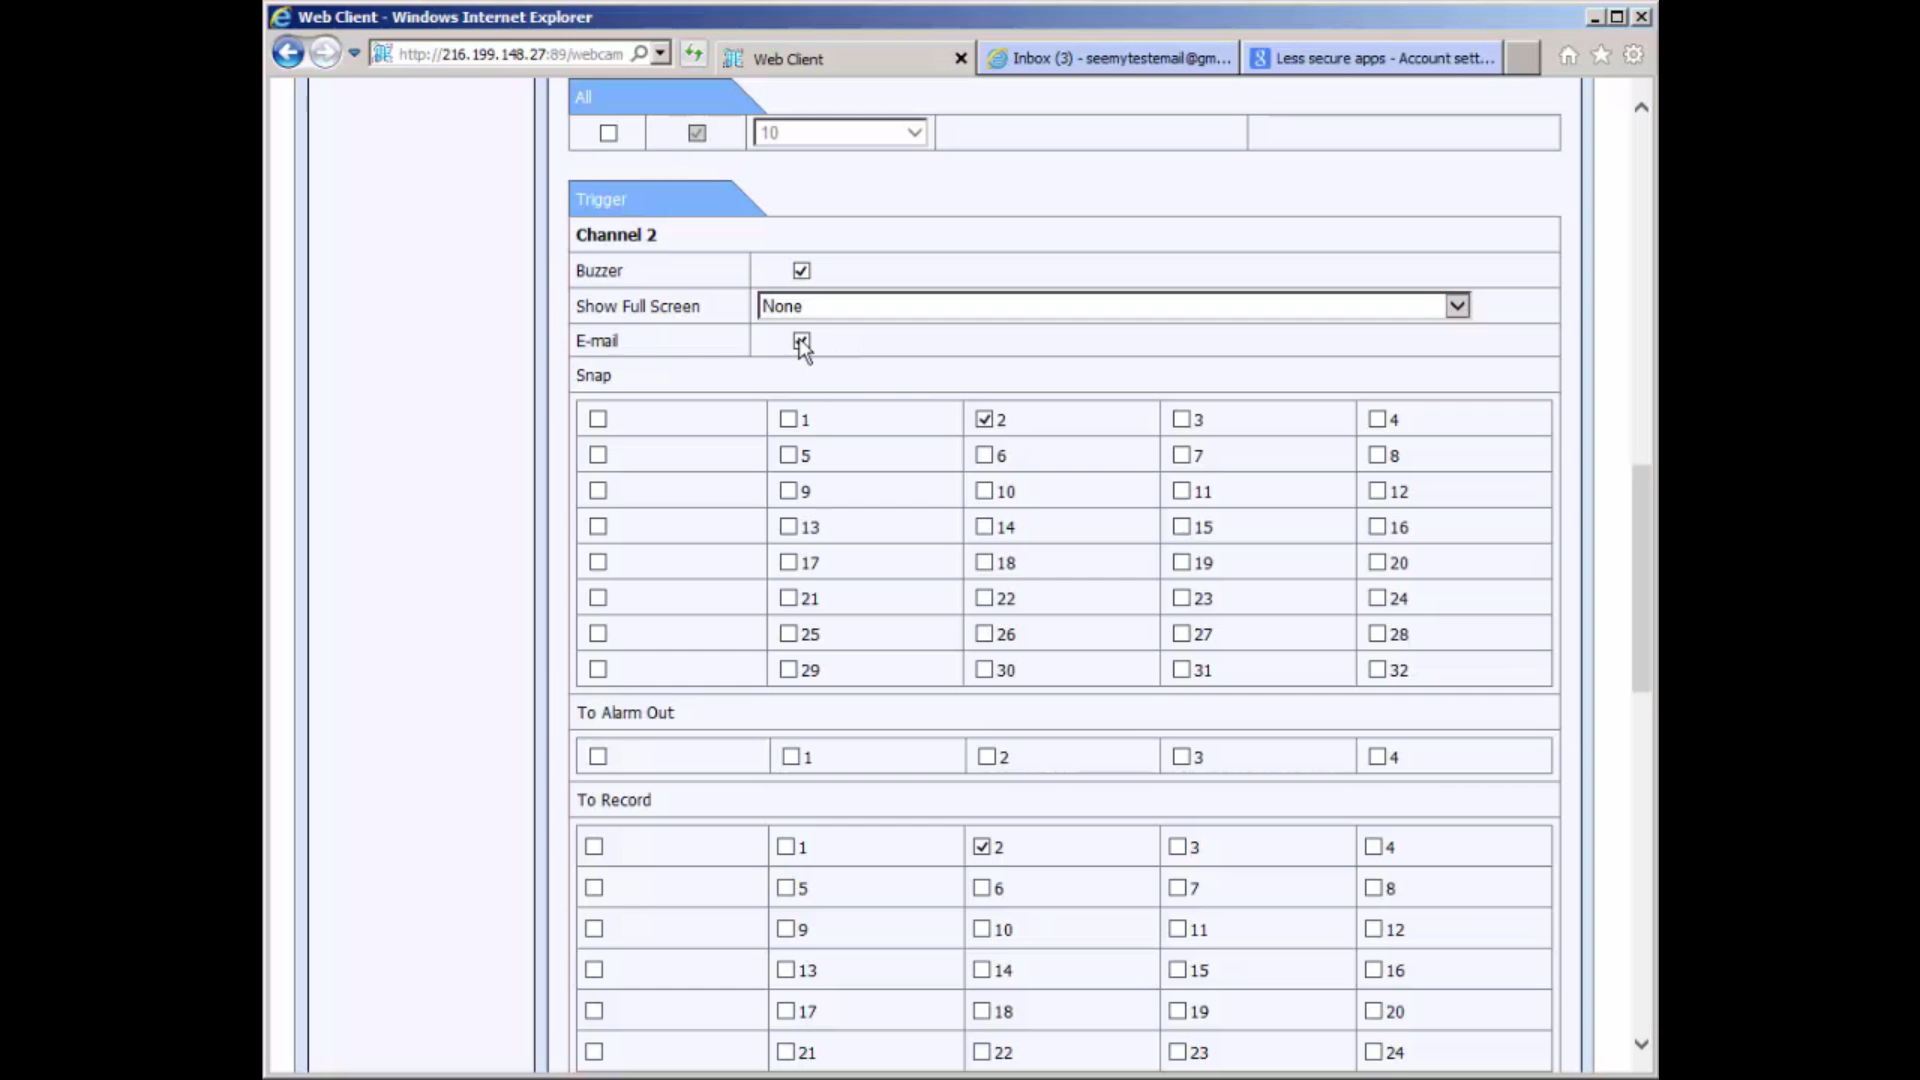 Web Client - Windows Internet Explorer
http://216.199.148.27:89/webcam
Web Client
Inbox (3) - seemytestemail@gm...
Less secure apps - Account sett...
All
10
Trigger
Channel 2
Buzzer
Show Full Screen None
E-mail
Snap
1 2 3 4
5 6 7 8
9 10 11 12
13 14 15 16
17 18 19 20
21 22 23 24
25 26 27 28
29 30 31 32
To Alarm Out
1 2 3 4
To Record
1 2 3 4
5 6 7 8
9 10 11 12
13 14 15 16
17 18 19 20
21 22 23 24